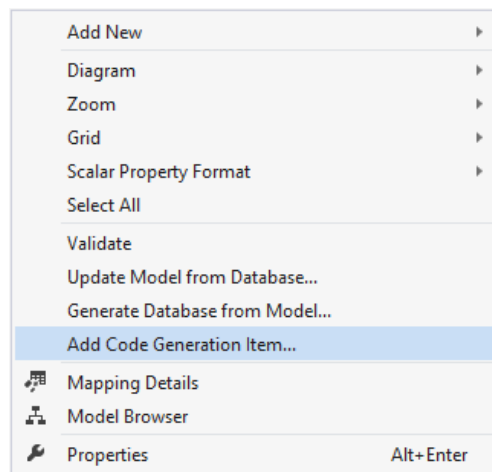 Add New
Diagram
Zoom
Grid
Scalar Property Format
Select All
Validate
Update Model from Database...
Generate Database from Model...
Add Code Generation Item...
Mapping Details
Model Browser
Properties Alt+Enter